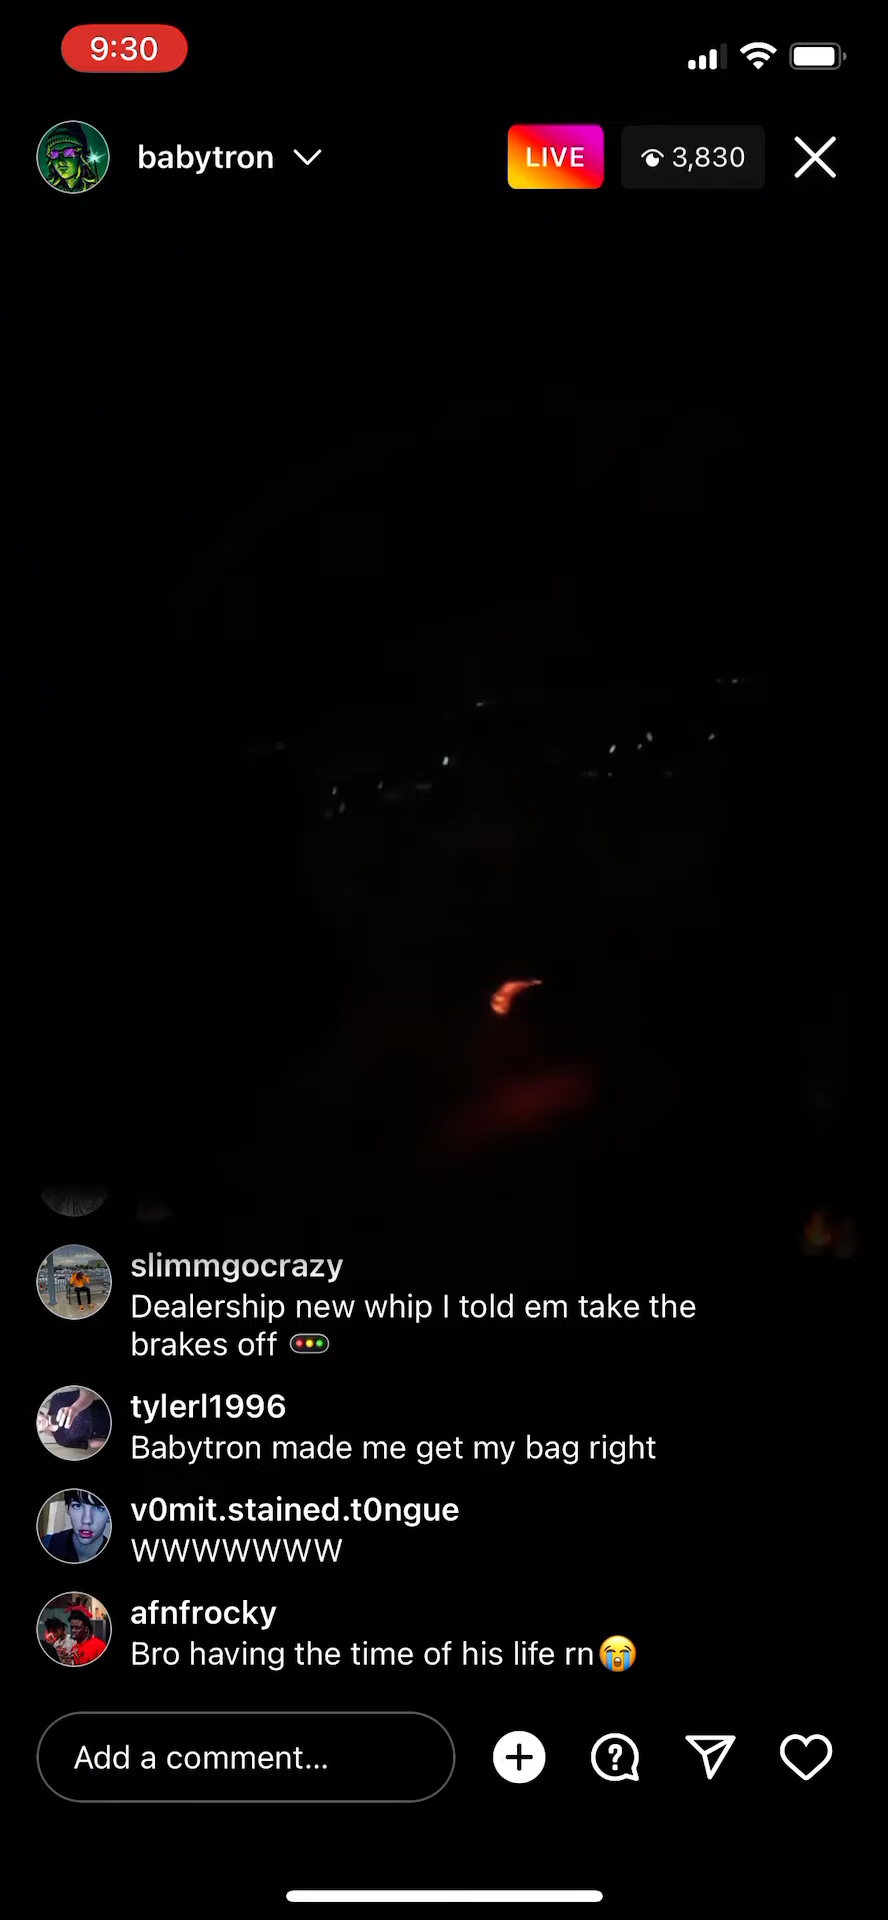 9:30
babytron
LIVE
3,830
slimmgocrazy
Dealership new whip I told em take the
brakes off 🚥
tylerl1996
Babytron made me get my bag right
v0mit.stained.t0ngue
WWWWWWW
afnfrocky
Bro having the time of his life rn😭
Add a comment...